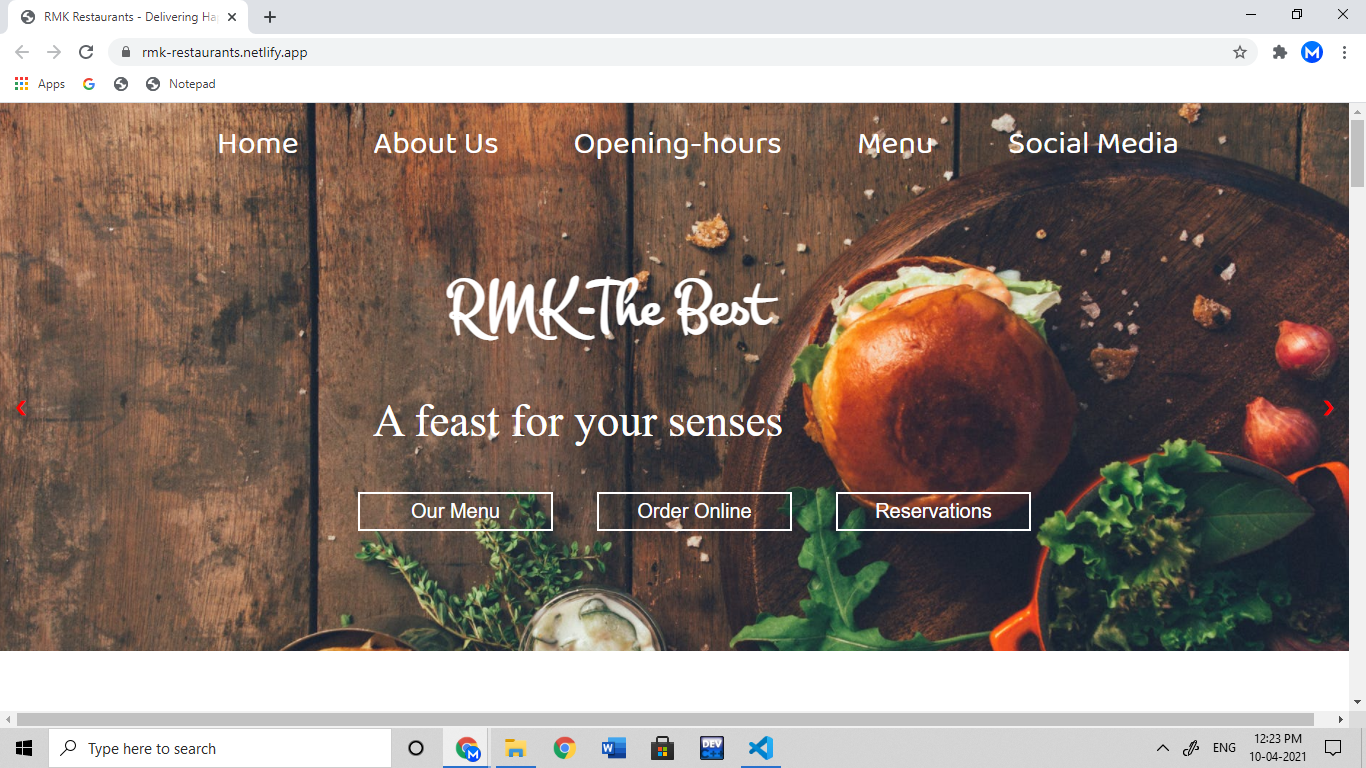 RMK Restaurants - Delivering Ha
rmk-restaurants.netlify.app
Apps Notepad
Home About Us Opening-hours Menu Social Media
RMK-The Best
A feast for your senses
Our Menu Order Online Reservations
Type here to search
DEV
ENG
12:23 PM
10-04-2021